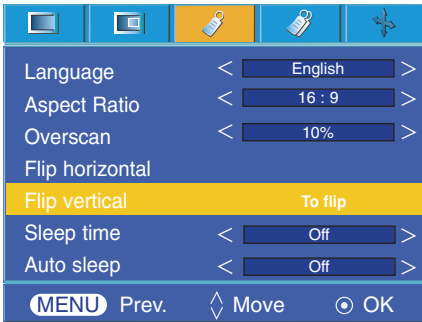 Language < English >
Aspect Ratio < 16 : 9 >
Overscan < 10% >
Flip horizontal
Flip vertical To flip
Sleep time < Off >
Auto sleep < Off >
MENU Prev. Move OK